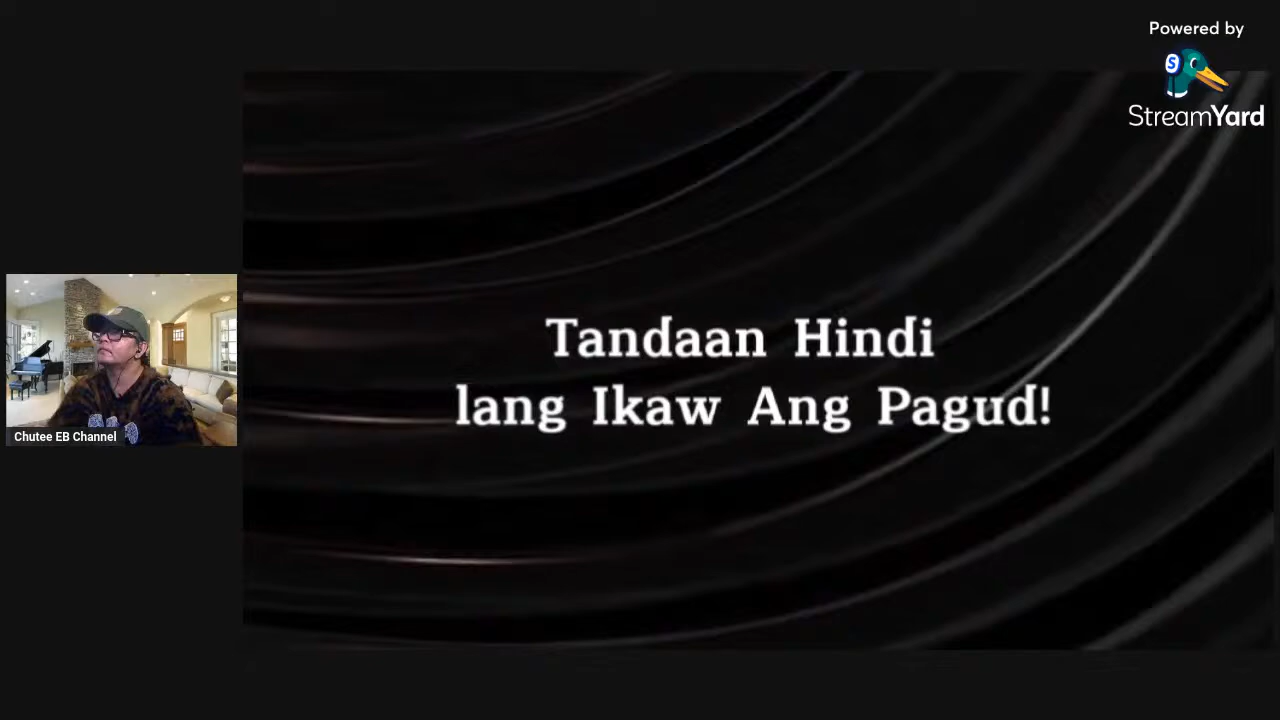 Powered by
S
StreamYard
Tandaan Hindi
lang Ikaw Ang Pagud!
Chutee EB Channel